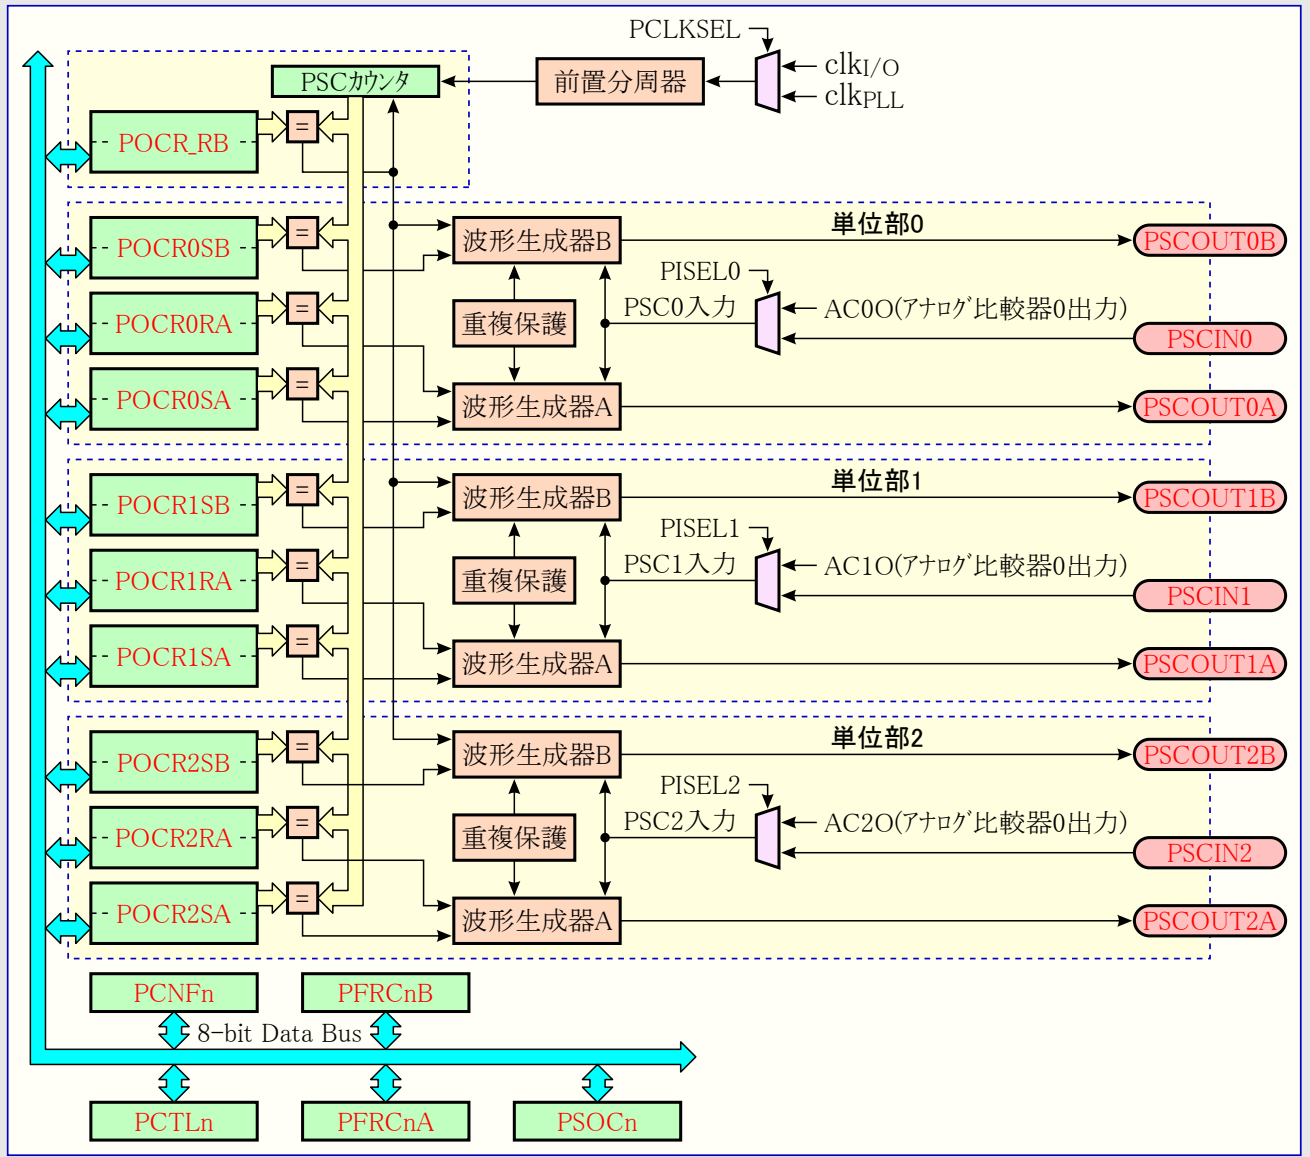 PCLKSEL
PSCカウンタ
前置分周器
clkI/O
clkPLL
POCR_RB
=
単位部0
POCR0SB
=
波形生成器B
PSCOUT0B
PISEL0
POCR0RA
=
重複保護
PSC0入力
AC0O(アナログ比較器0出力)
PSCIN0
POCR0SA
=
波形生成器A
PSCOUT0A
単位部1
POCR1SB
=
波形生成器B
PSCOUT1B
PISEL1
POCR1RA
=
重複保護
PSC1入力
AC1O(アナログ比較器0出力)
PSCIN1
POCR1SA
=
波形生成器A
PSCOUT1A
単位部2
POCR2SB
=
波形生成器B
PSCOUT2B
PISEL2
POCR2RA
=
重複保護
PSC2入力
AC2O(アナログ比較器0出力)
PSCIN2
POCR2SA
=
波形生成器A
PSCOUT2A
PCNFn
PFRCnB
8-bit Data Bus
PCTLn
PFRCnA
PSOCn